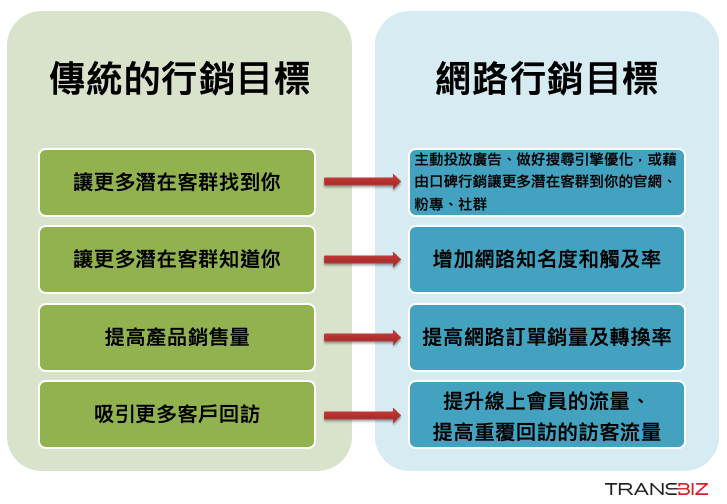 傳統的行銷目標
網路行銷目標
讓更多潛在客群找到你
主動投放廣告、做好搜尋引擎優化，或藉
由口碑行銷讓更多潛在客群到你的官網、
粉專、社群
讓更多潛在客群知道你
增加網路知名度和觸及率
提高產品銷售量
提高網路訂單銷量及轉換率
吸引更多客戶回訪
提升線上會員的流量、
提高重覆回訪的訪客流量
TRANSBIZ